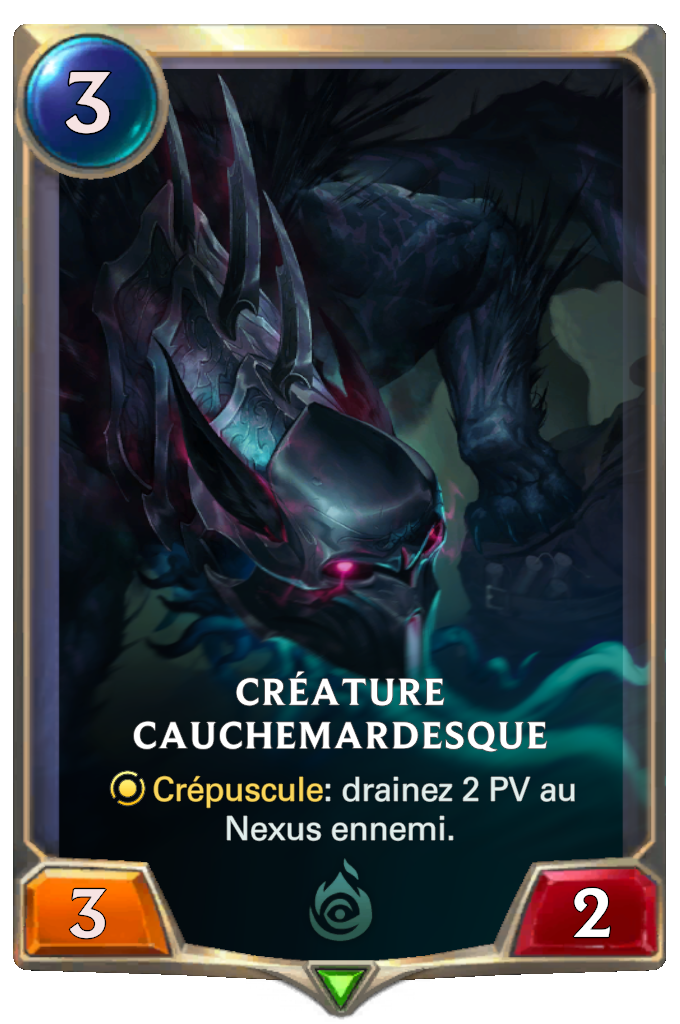 3
CRÉATURE
CAUCHEMARDESQUE
Crépuscule: drainez 2 PV au
Nexus ennemi.
3
2